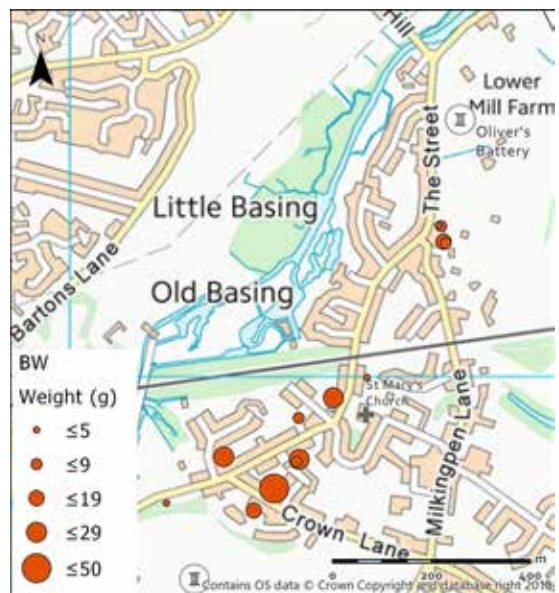 N
Hill
Lower
Mill Farm
Oliver's
Battery
The Street
Little Basing
Old Basing
Bartons Lane
BW
Weight (g)
≤5
≤9
≤19
≤29
≤50
St Mary's
Church
Milkingpen Lane
Crown Lane
m
0 200 400
Contains OS data © Crown Copyright and database right 2018